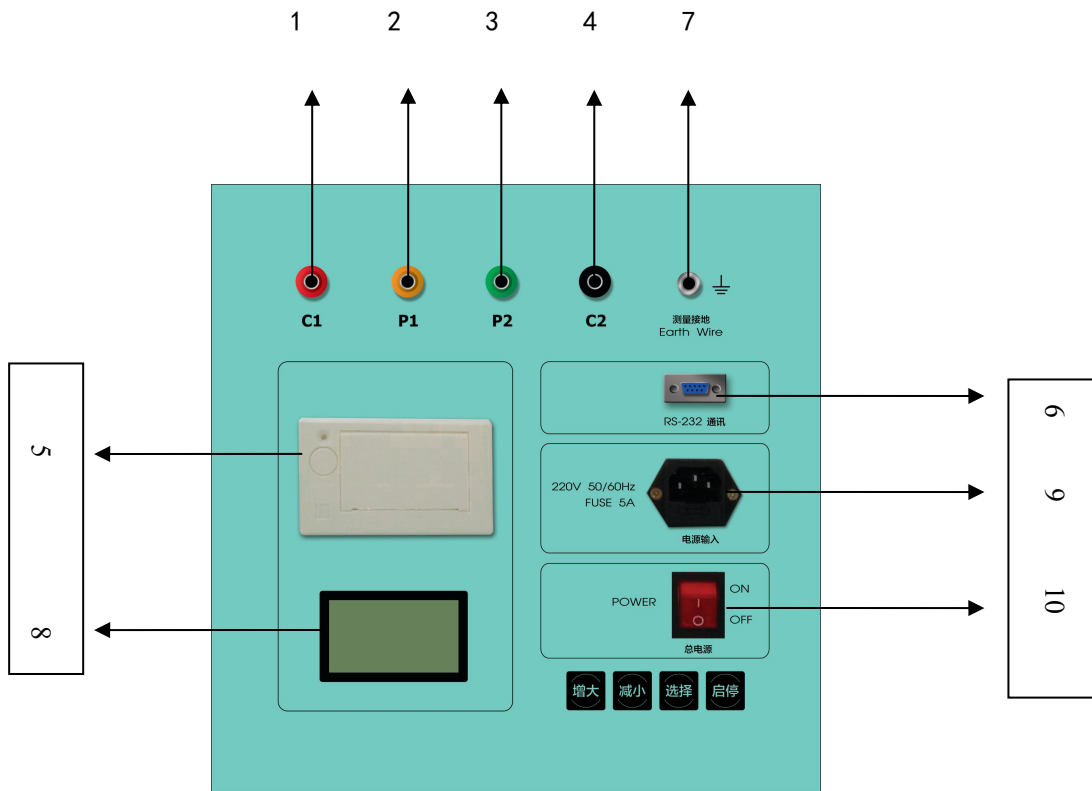 1 2 3 4 7
C1 P1 P2 C2
测量接地
Earth Wire
5
8
RS-232 通讯
220V 50/60Hz
FUSE 5A
电源输入
POWER
ON
OFF
总电源
增大 减小 选择 启停
6
9
10